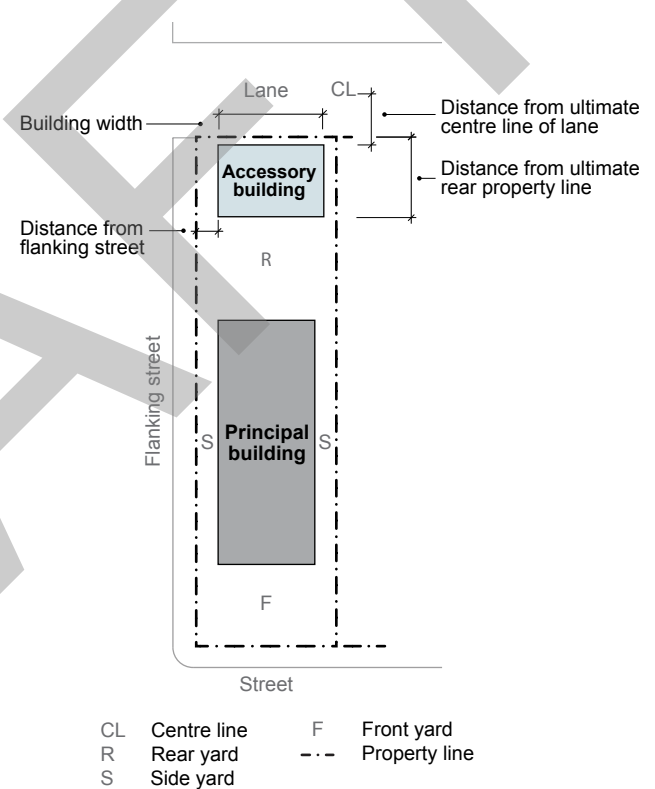 Lane
CL
Building width
Distance from ultimate
centre line of lane
Accessory
building
Distance from ultimate
rear property line
Distance from
flanking street
R
Flanking street
S
Principal
building
S
F
Street
CL Centre line
R Rear yard
S Side yard
F Front yard
Property line